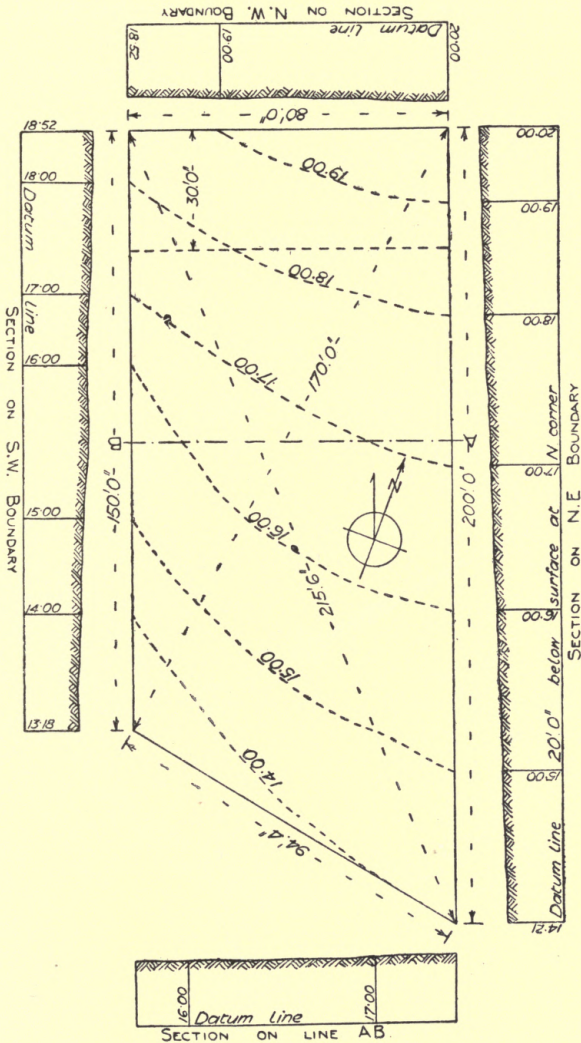 SECTION ON N.W. BOUNDARY
18·52
19·00
Datum line
20·00
80'.0"
18·52
18·00
Datum line
17·00
16·00
15·00
14·00
13·18
SECTION ON S.W. BOUNDARY
30'.0"
19·00
18·00
17·00
170'.0"
B
A
150'.0"
200'.0"
N
16·00
215'.6"
15·00
14·00
94'.4"
20·00
19·00
18·00
17·00
16·00
15·00
14·21
Datum line 20'.0" below surface at N corner
SECTION ON N.E BOUNDARY
16·00
17·00
Datum line
SECTION ON LINE AB.